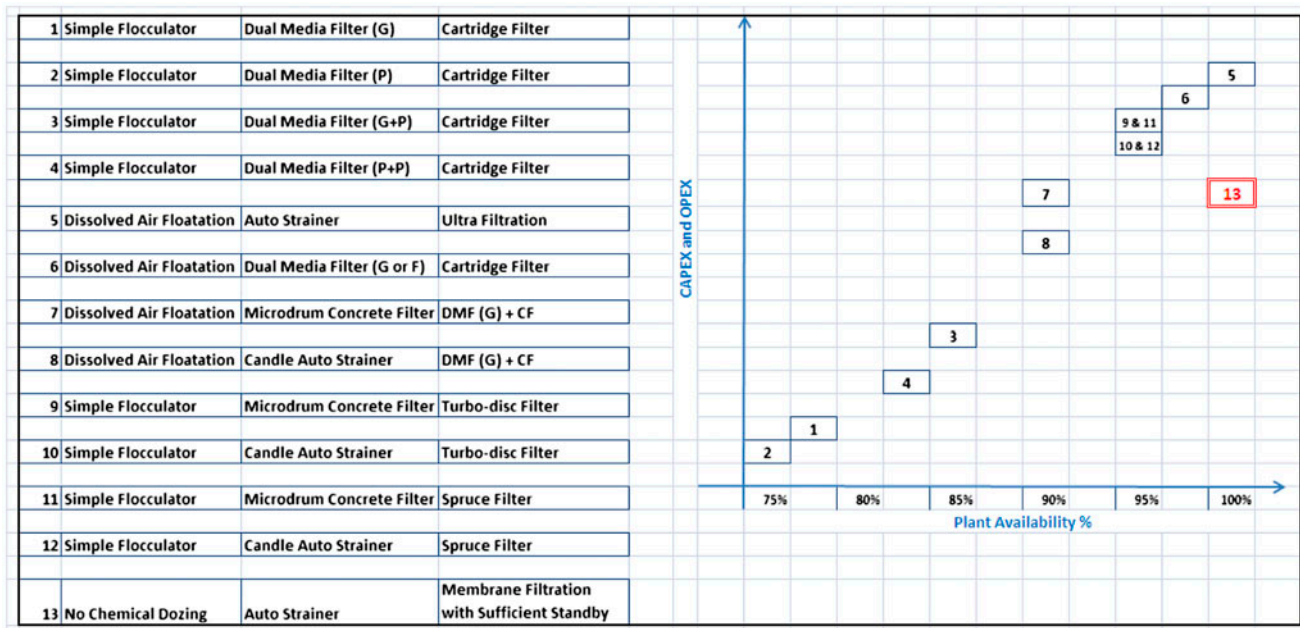 1 Simple Flocculator Dual Media Filter (G) Cartridge Filter
2 Simple Flocculator Dual Media Filter (P) Cartridge Filter
3 Simple Flocculator Dual Media Filter (G+P) Cartridge Filter
4 Simple Flocculator Dual Media Filter (P+P) Cartridge Filter
5 Dissolved Air Floatation Auto Strainer Ultra Filtration
6 Dissolved Air Floatation Dual Media Filter (G or F) Cartridge Filter
7 Dissolved Air Floatation Microdrum Concrete Filter DMF (G) + CF
8 Dissolved Air Floatation Candle Auto Strainer DMF (G) + CF
9 Simple Flocculator Microdrum Concrete Filter Turbo-disc Filter
10 Simple Flocculator Candle Auto Strainer Turbo-disc Filter
11 Simple Flocculator Microdrum Concrete Filter Spruce Filter
12 Simple Flocculator Candle Auto Strainer Spruce Filter
13 No Chemical Dozing Auto Strainer Membrane Filtration
with Sufficient Standby
CAPEX and OPEX
5
6
9 & 11
10 & 12
7 13
8
3
4
1
2
75% 80% 85% 90% 95% 100%
Plant Availability %